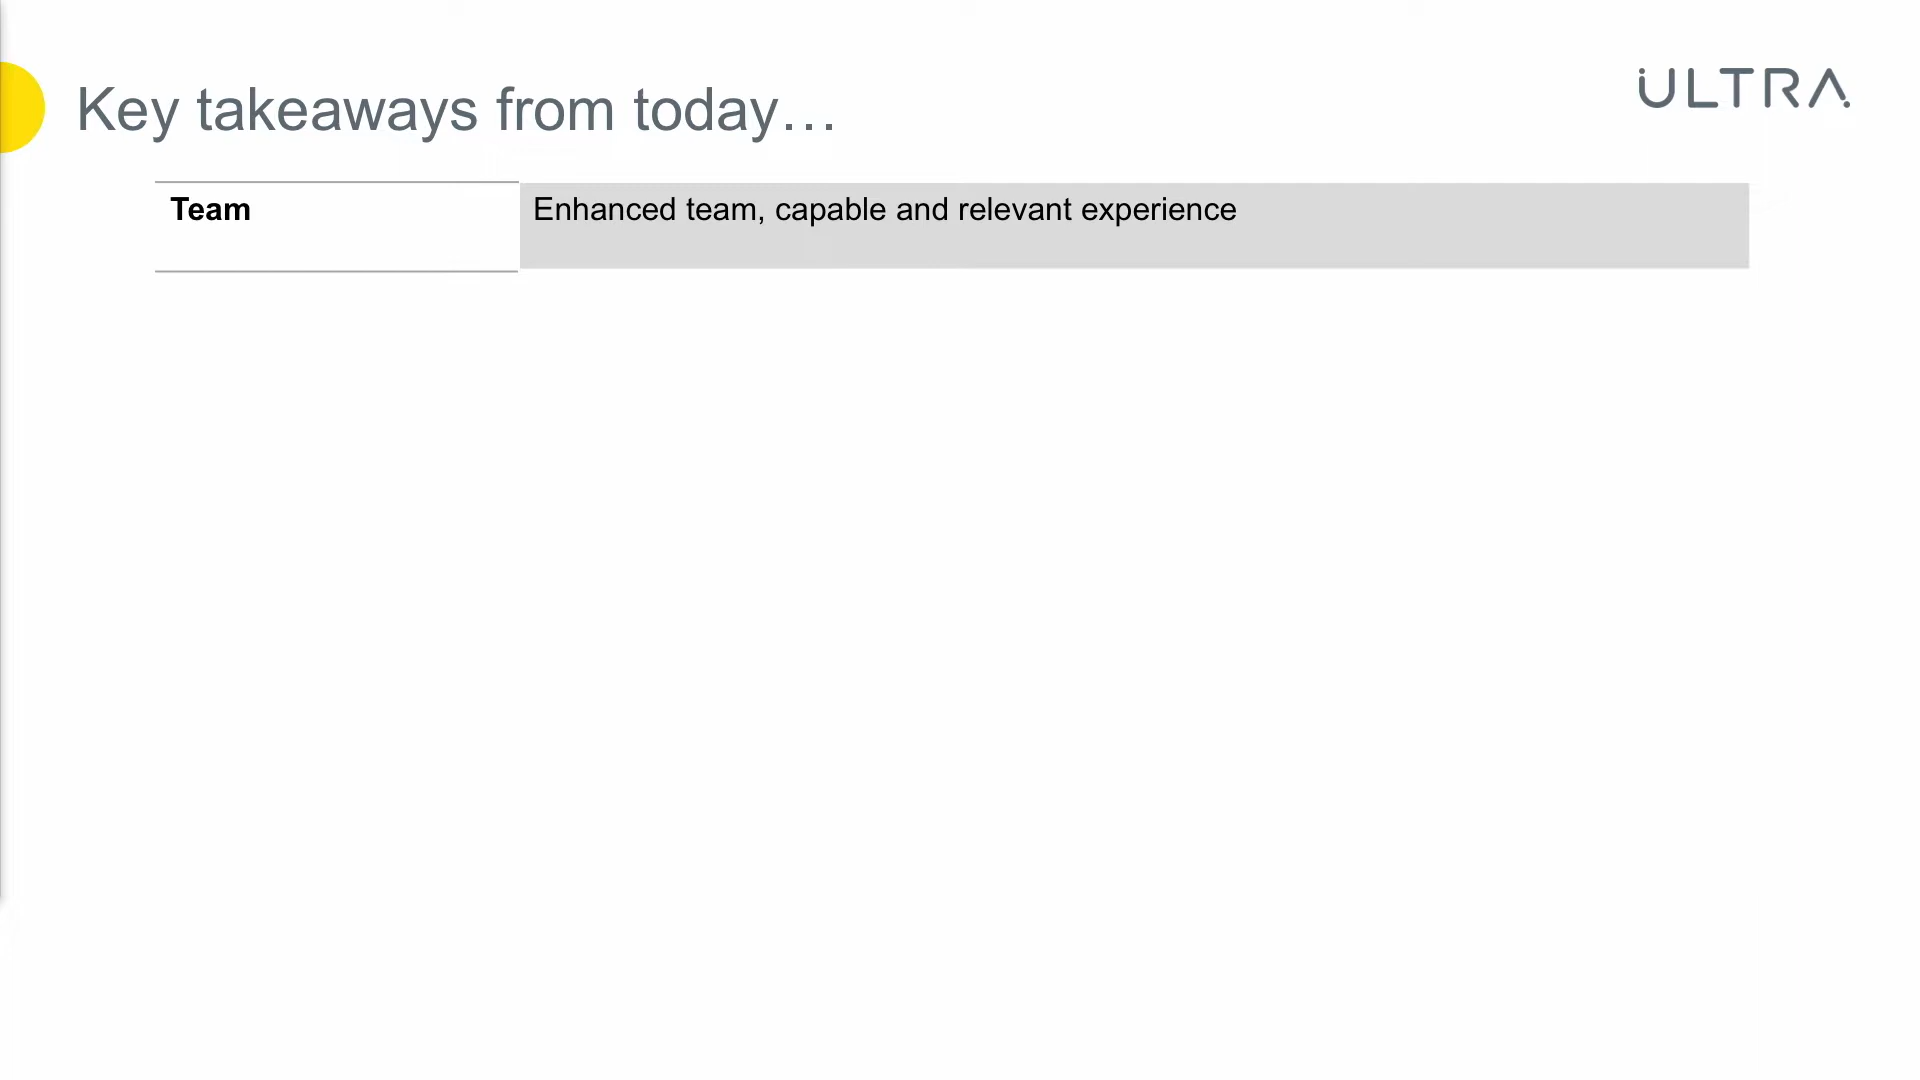 Key takeaways from today…
ULTRA
Team
Enhanced team, capable and relevant experience